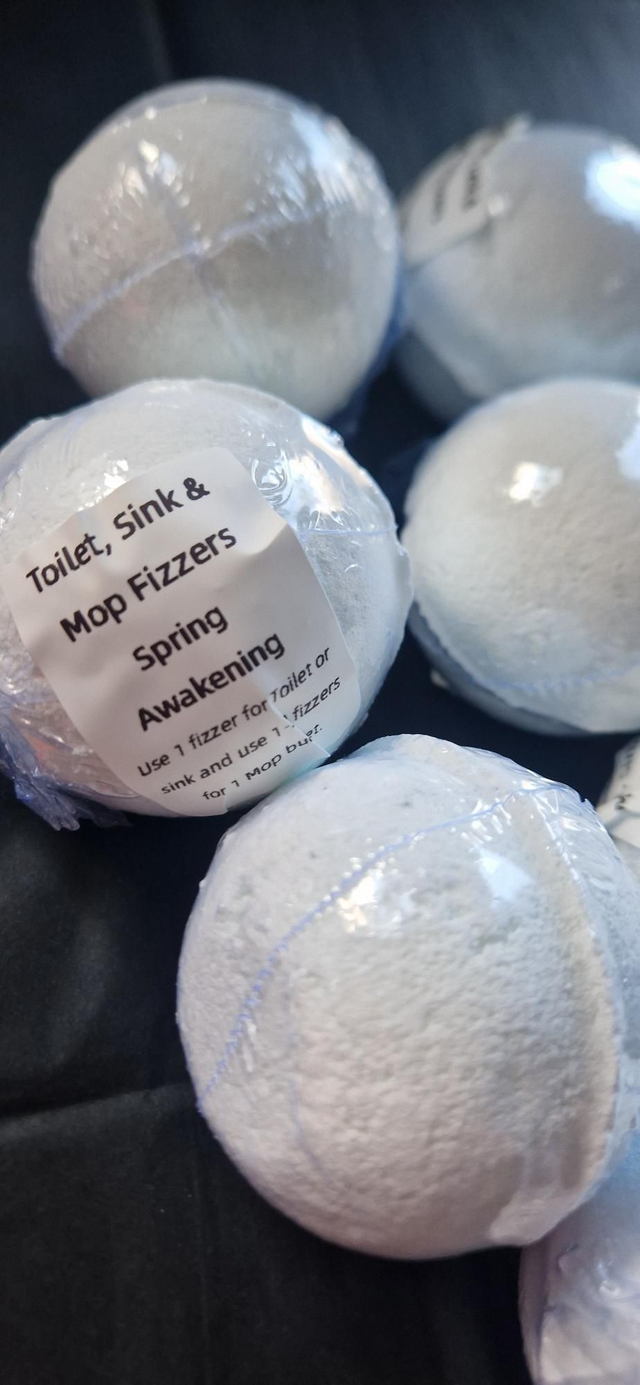 Toilet, Sink &
Mop Fizzers
Spring
Awakening
Use 1 fizzer for Toilet or
sink and use 1- fizzers
for 1 Mop